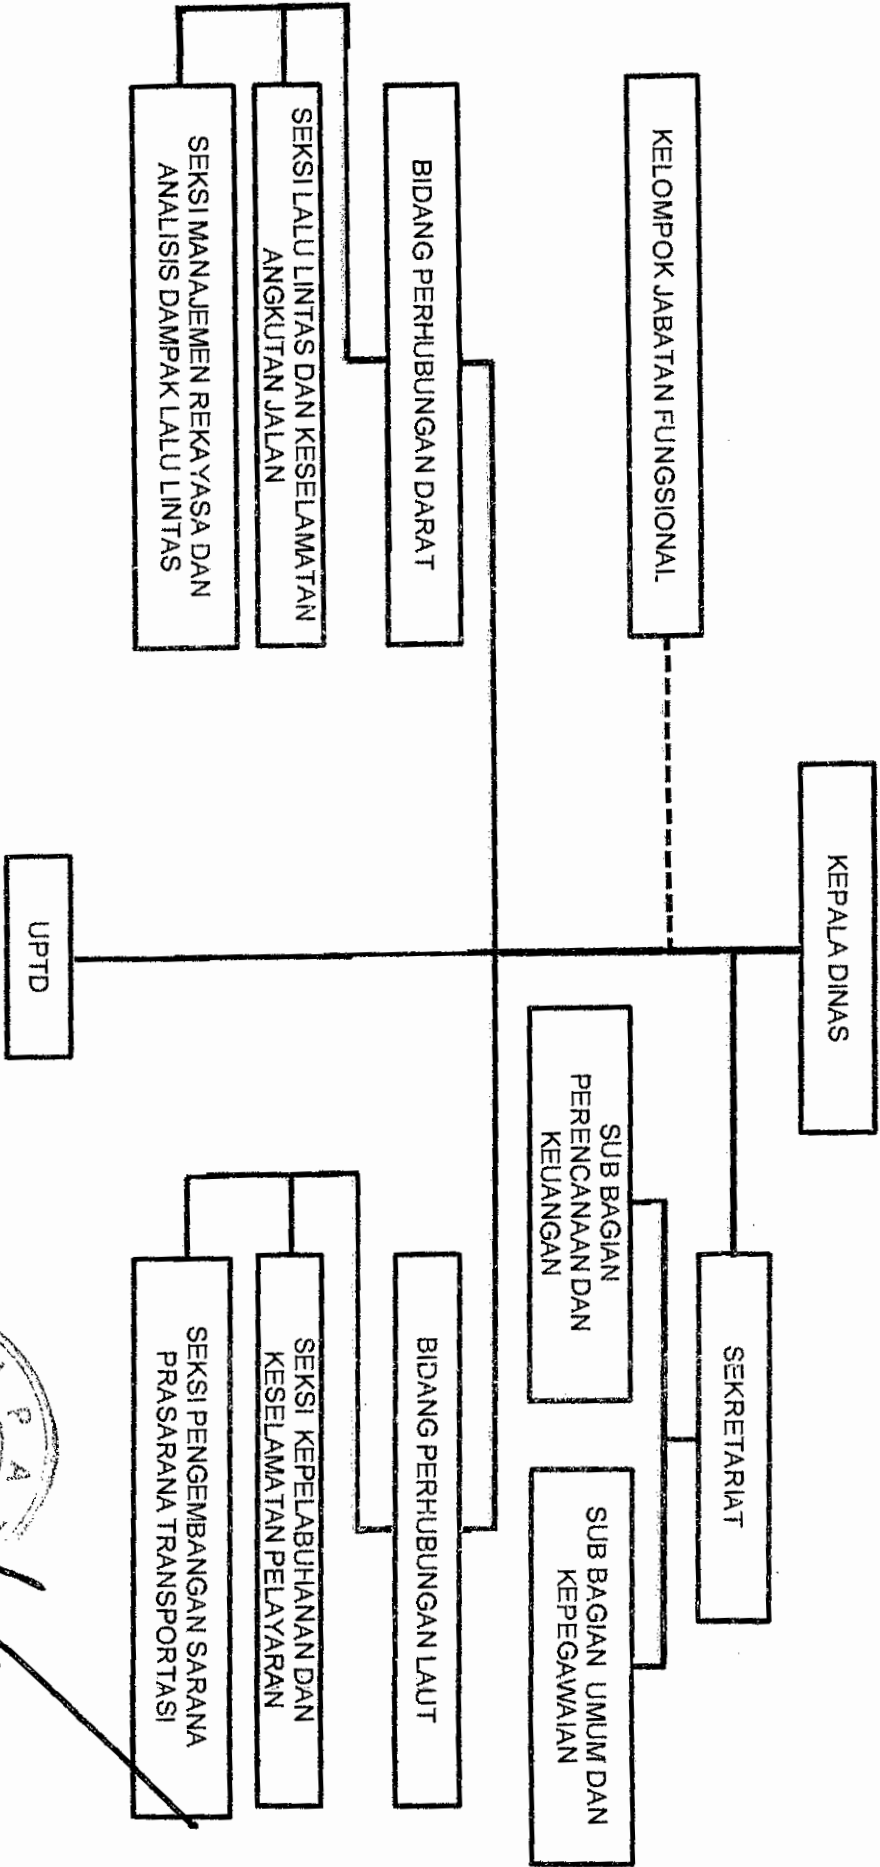 KEPALA DINAS
KELOMPOK JABATAN FUNGSIONAL
SEKRETARIAT
SUB BAGIAN
PERENCANAAN DAN
KEUANGAN
SUB BAGIAN UMUM DAN
KEPEGAWAIAN
BIDANG PERHUBUNGAN DARAT
BIDANG PERHUBUNGAN LAUT
SEKSI LALU LINTAS DAN KESELAMATAN
ANGKUTAN JALAN
SEKSI KEPELABUHANAN DAN
KESELAMATAN PELAYARAN
SEKSI MANAJEMEN REKAYASA DAN
ANALISIS DAMPAK LALU LINTAS
SEKSI PENGEMBANGAN SARANA
PRASARANA TRANSPORTASI
UPTD